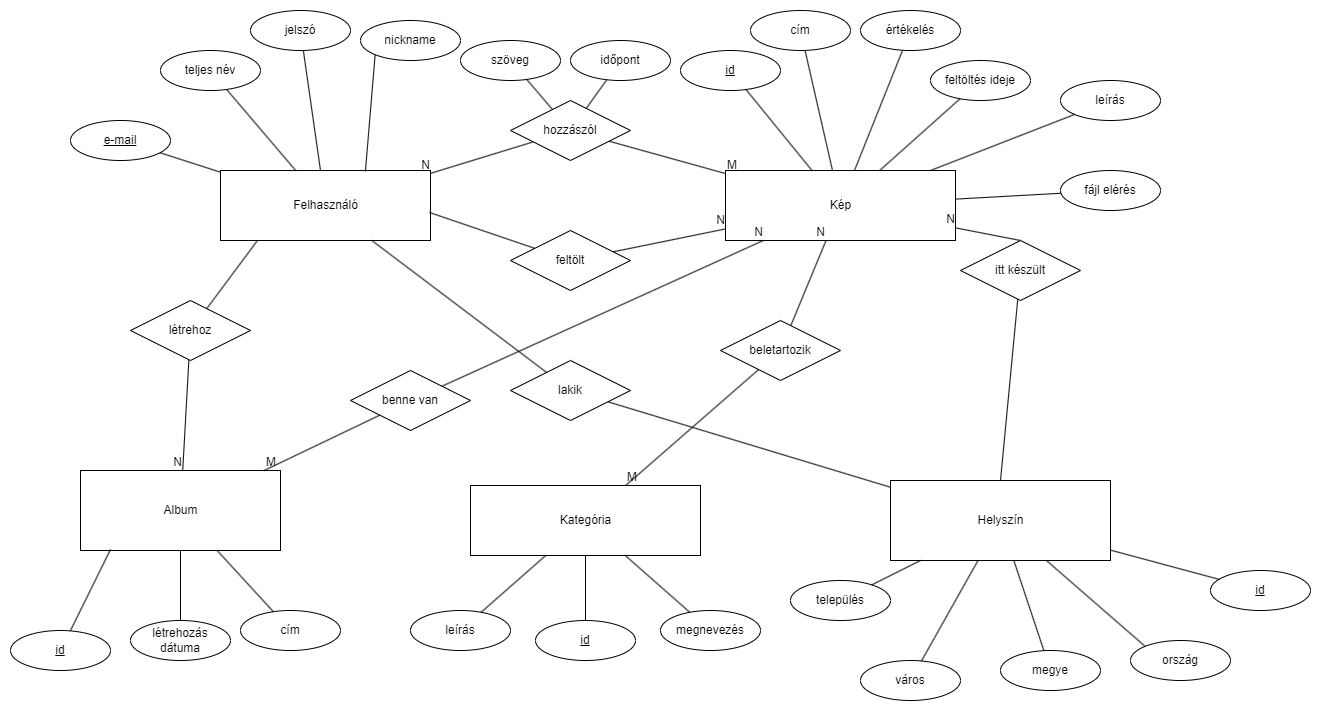 jelszó
nickname
teljes név
szöveg
időpont
id
cím
értékelés
feltöltés ideje
leírás
e-mail
hozzászól
N
M
Felhasználó
Kép
fájl elérés
N
N
N
N
feltölt
itt készült
létrehoz
beletartozik
benne van
lakik
N
M
M
Album
Kategória
Helyszín
id
létrehozás
dátuma
cím
leírás
id
megnevezés
település
id
város
megye
ország